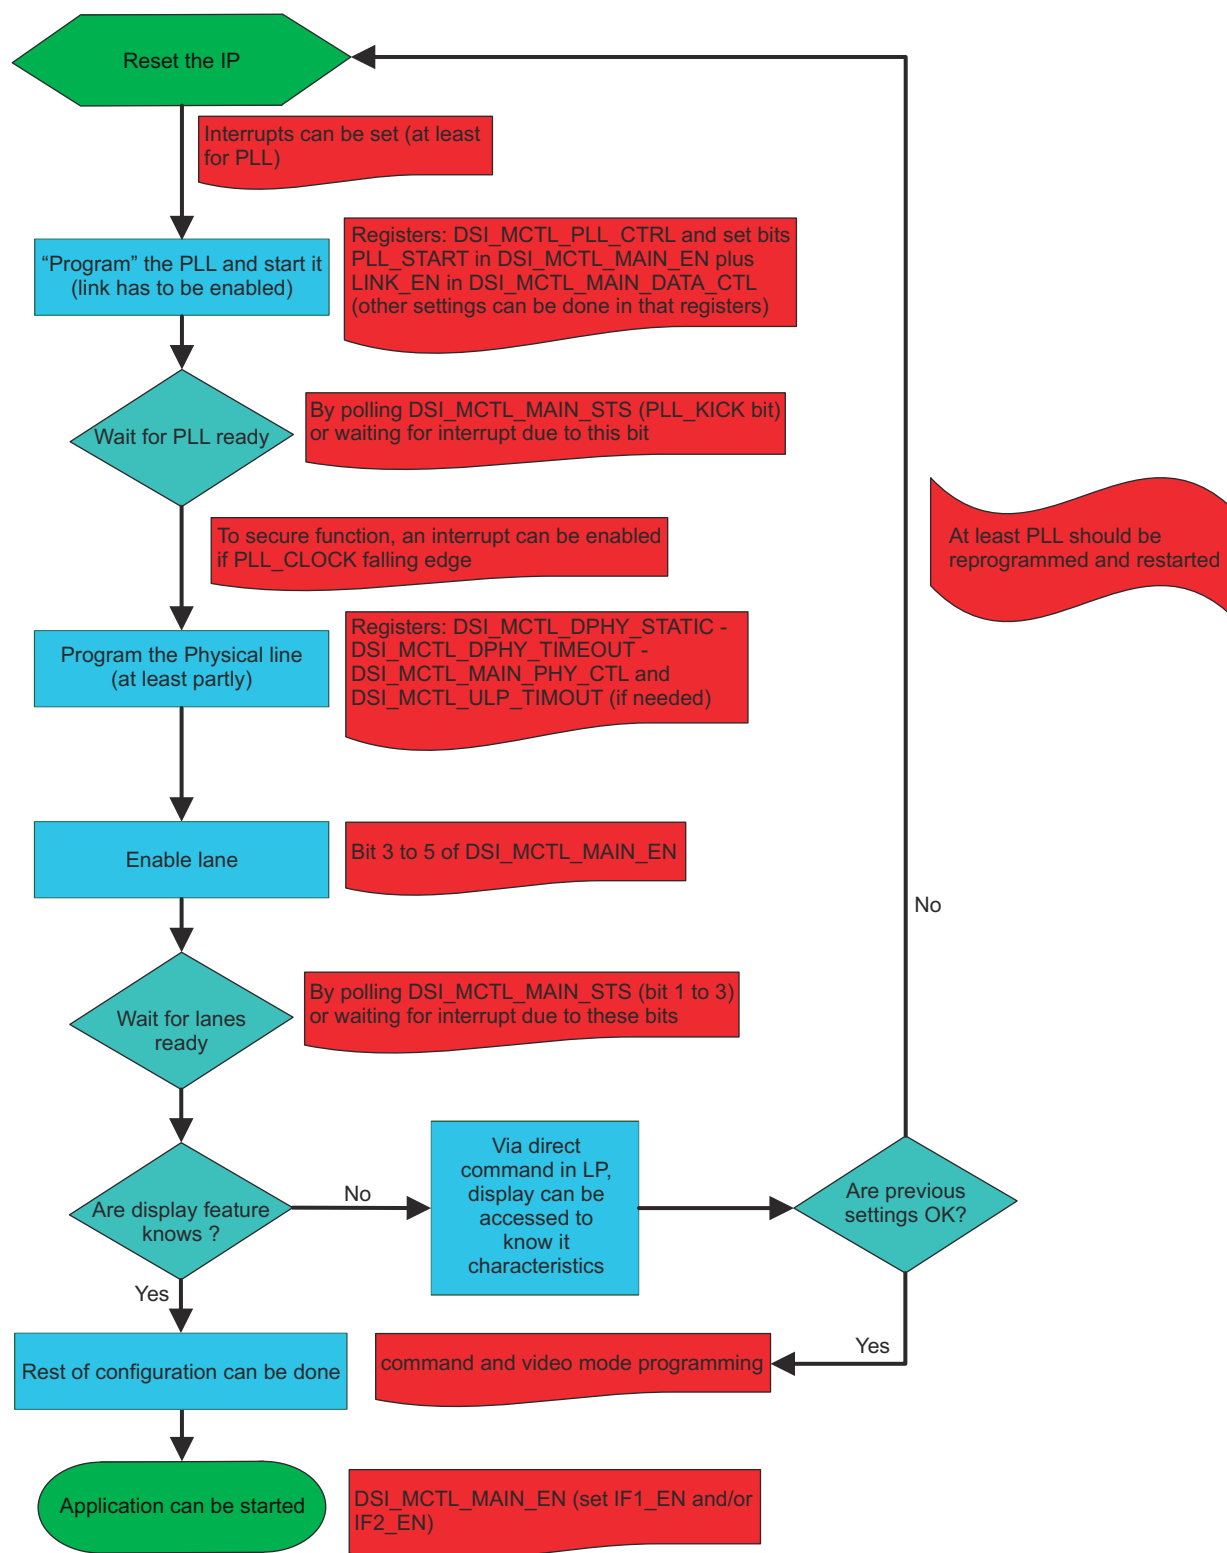 Reset the IP
Interrupts can be set (at least
for PLL)
“Program” the PLL and start it
(link has to be enabled)
Registers: DSI_MCTL_PLL_CTRL and set bits
PLL_START in DSI_MCTL_MAIN_EN plus
LINK_EN in DSI_MCTL_MAIN_DATA_CTL
(other settings can be done in that registers)
Wait for PLL ready
By polling DSI_MCTL_MAIN_STS (PLL_KICK bit)
or waiting for interrupt due to this bit
To secure function, an interrupt can be enabled
if PLL_CLOCK falling edge
At least PLL should be
reprogrammed and restarted
Program the Physical line
(at least partly)
Registers: DSI_MCTL_DPHY_STATIC -
DSI_MCTL_DPHY_TIMEOUT -
DSI_MCTL_MAIN_PHY_CTL and
DSI_MCTL_ULP_TIMOUT (if needed)
Enable lane
Bit 3 to 5 of DSI_MCTL_MAIN_EN
No
Wait for lanes
ready
By polling DSI_MCTL_MAIN_STS (bit 1 to 3)
or waiting for interrupt due to these bits
Are display feature
knows ?
No
Via direct
command in LP,
display can be
accessed to
know it
characteristics
Are previous
settings OK?
Yes
Yes
Rest of configuration can be done
command and video mode programming
Application can be started
DSI_MCTL_MAIN_EN (set IF1_EN and/or
IF2_EN)